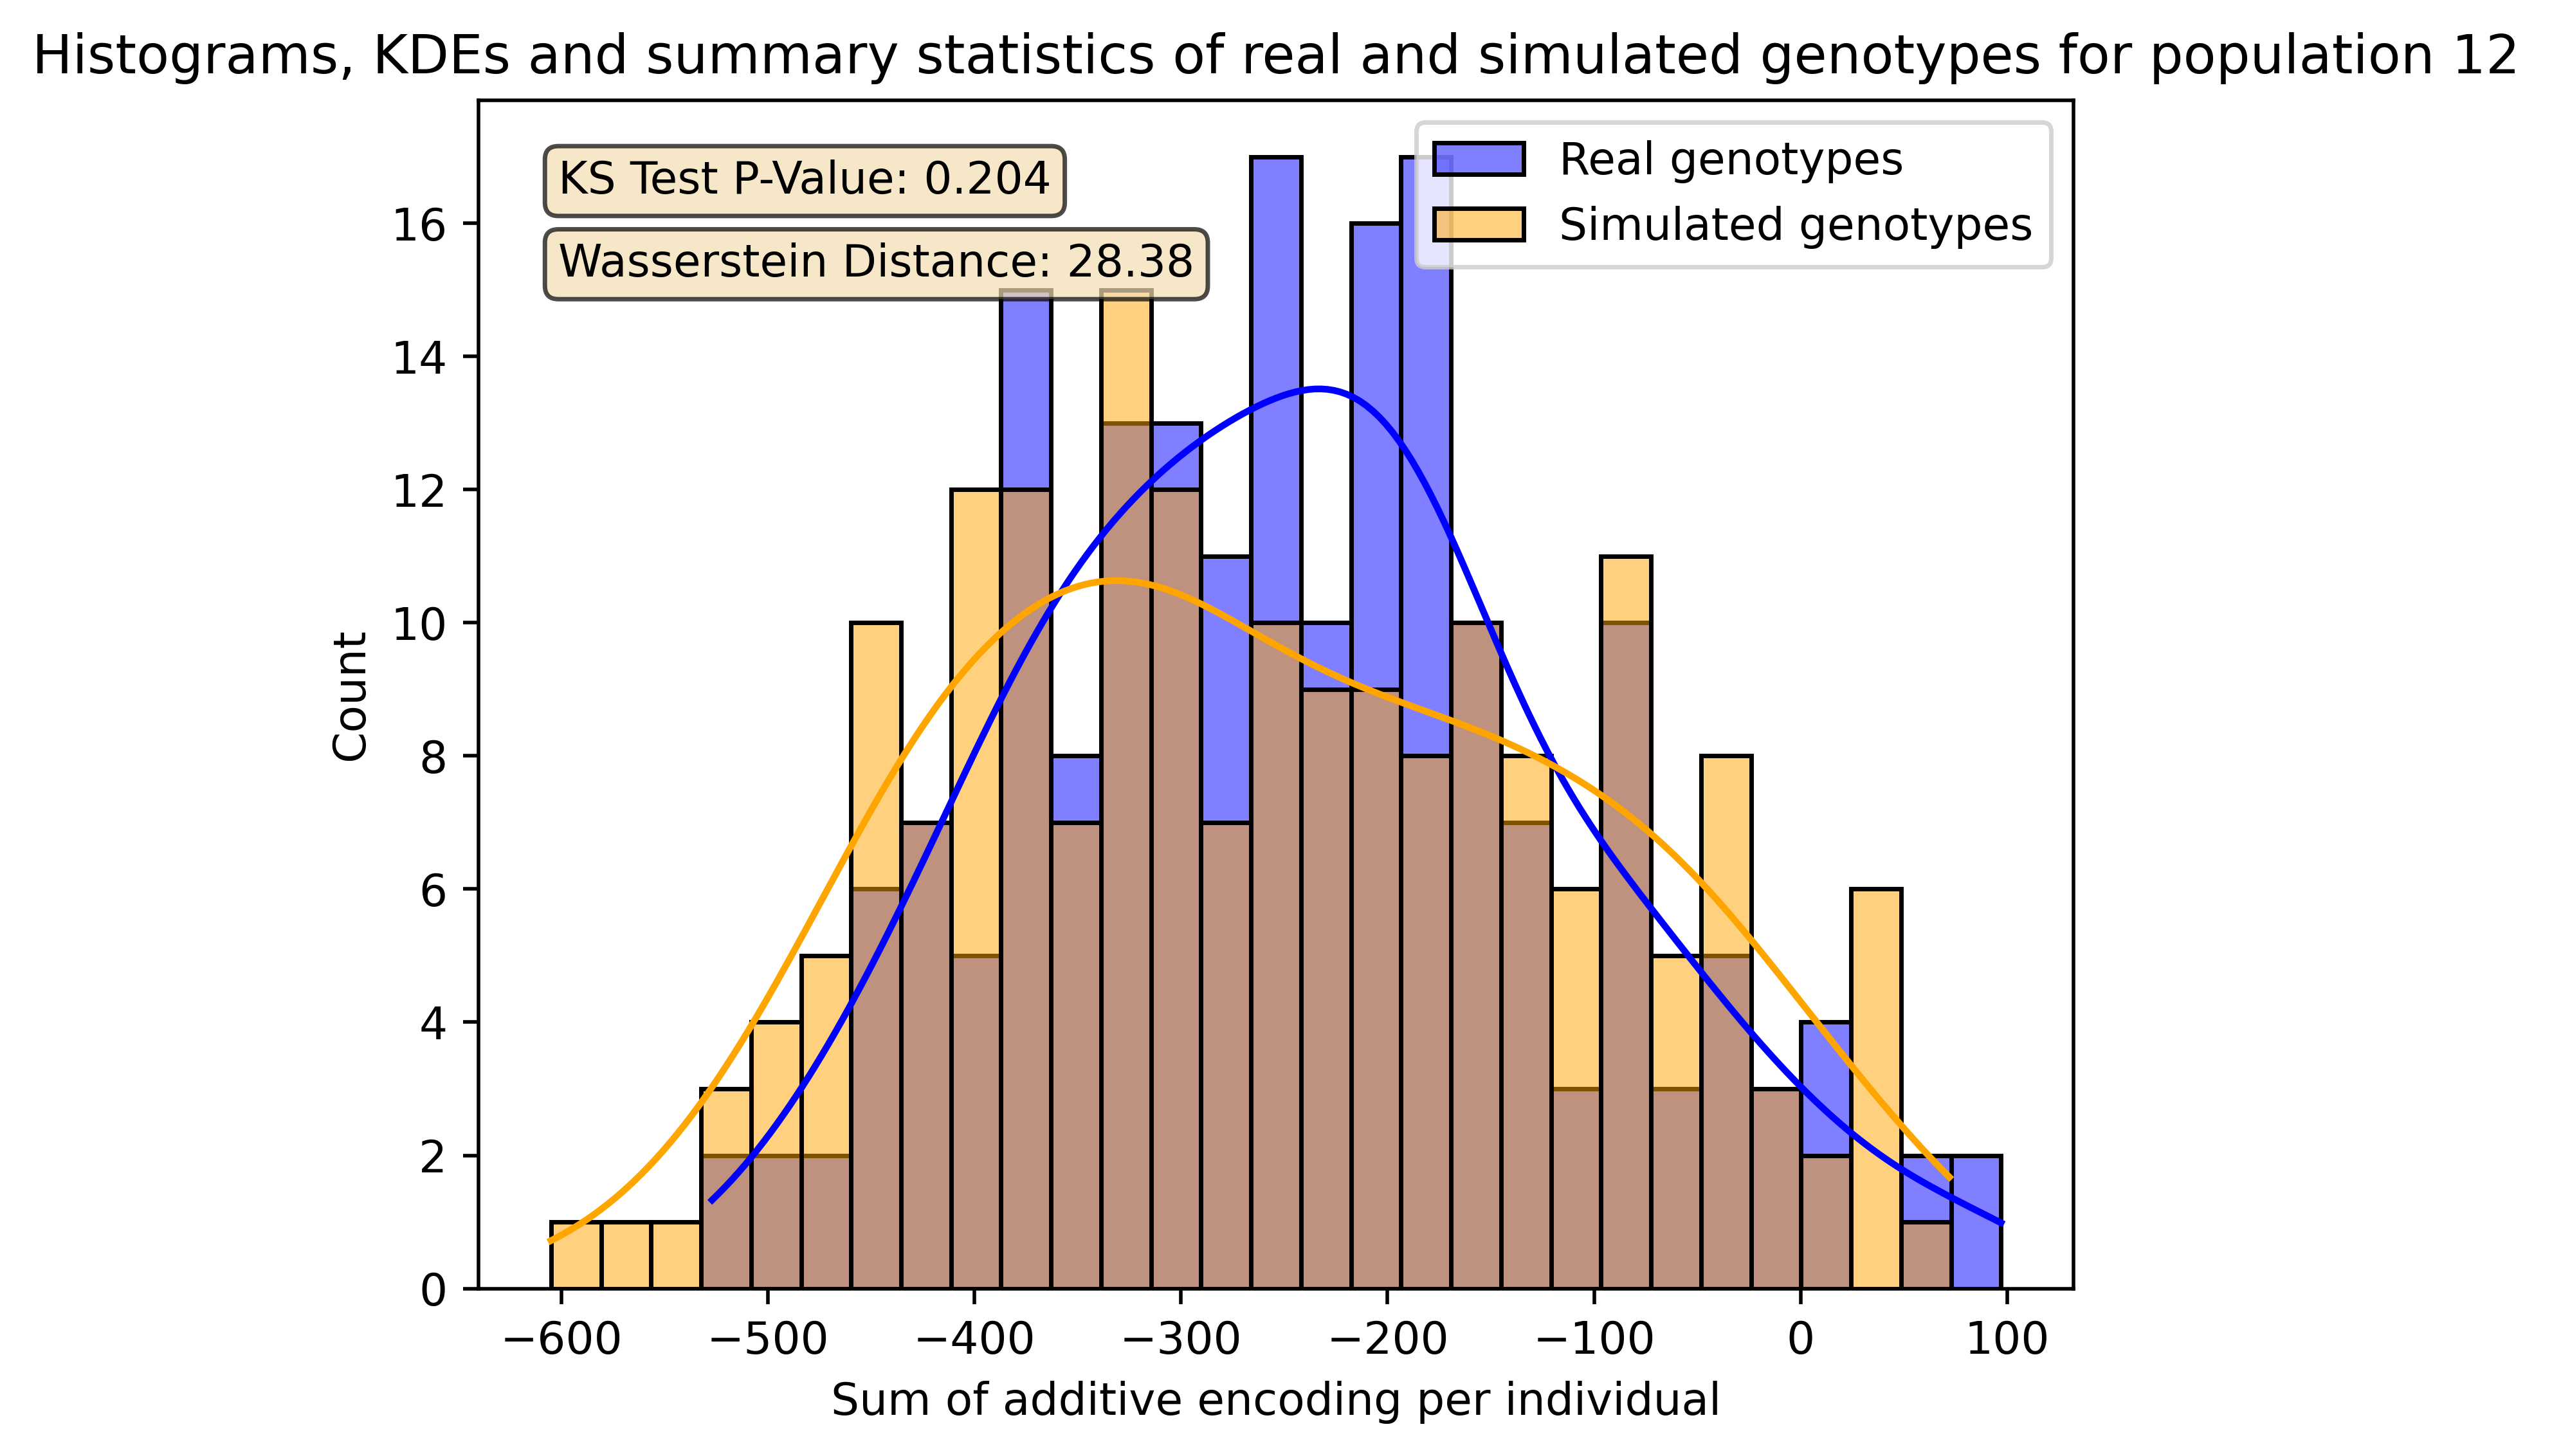 Histograms, KDEs and summary statistics of real and simulated genotypes for population 12
KS Test P-Value: 0.204
Wasserstein Distance: 28.38
Real genotypes
Simulated genotypes
Count
16
14
12
10
8
6
4
2
0
−600 −500 −400 −300 −200 −100 0 100
Sum of additive encoding per individual